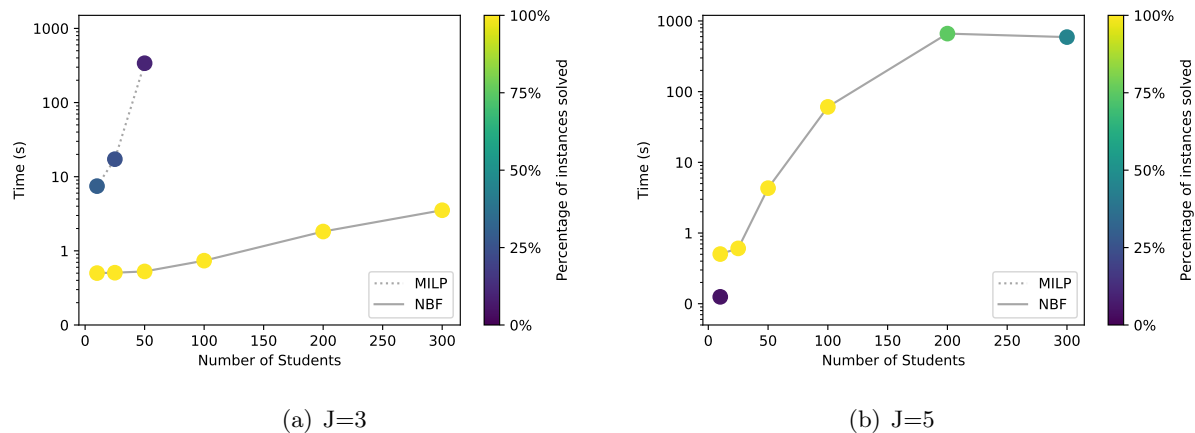 1000
100
10
1
0
Time (s)
0
50
100
150
200
250
300
Number of Students
MILP
NBF
100%
75%
50%
25%
0%
Percentage of instances solved
(a) J=3
1000
100
10
1
0
Time (s)
0
50
100
150
200
250
300
Number of Students
MILP
NBF
100%
75%
50%
25%
0%
Percentage of instances solved
(b) J=5